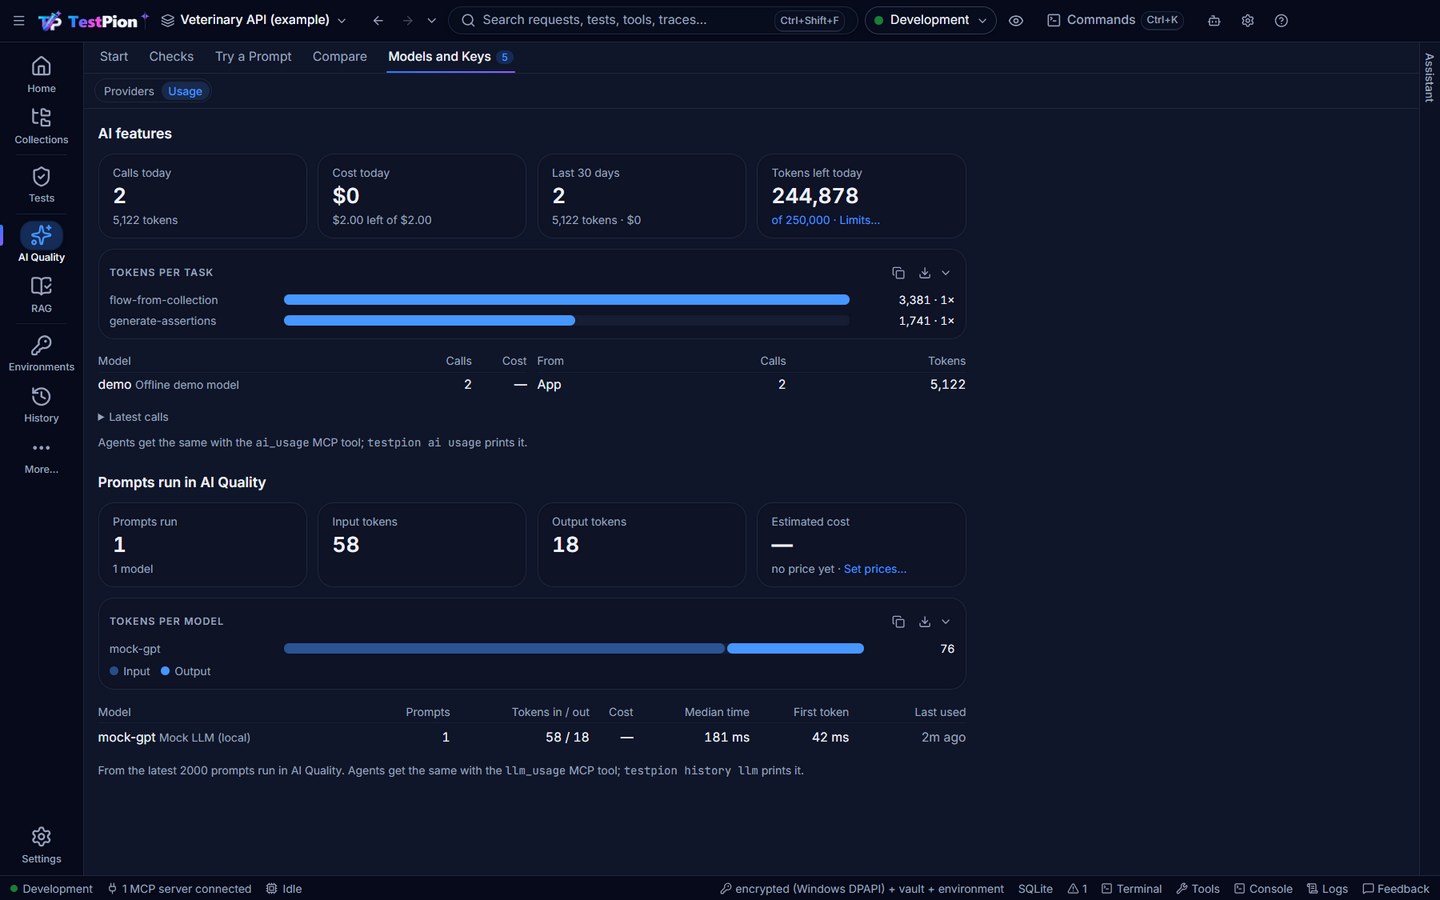 TestPion
Veterinary API (example)
Search requests, tests, tools, traces...
Ctrl+Shift+F
Development
Commands
Ctrl+K
Start
Checks
Try a Prompt
Compare
Models and Keys 5
Providers
Usage
Home
Collections
Tests
AI Quality
RAG
Environments
History
More...
Settings
Assistant
AI features
Calls today
2
5,122 tokens
Cost today
$0
$2.00 left of $2.00
Last 30 days
2
5,122 tokens · $0
Tokens left today
244,878
of 250,000 · Limits...
TOKENS PER TASK
flow-from-collection 3,381 · 1×
generate-assertions 1,741 · 1×
Model Calls Cost From Calls Tokens
demo Offline demo model 2 — App 2 5,122
Latest calls
Agents get the same with the ai_usage MCP tool; testpion ai usage prints it.
Prompts run in AI Quality
Prompts run
1
1 model
Input tokens
58
Output tokens
18
Estimated cost
—
no price yet · Set prices...
TOKENS PER MODEL
mock-gpt 76
Input Output
Model Prompts Tokens in / out Cost Median time First token Last used
mock-gpt Mock LLM (local) 1 58 / 18 — 181 ms 42 ms 2m ago
From the latest 2000 prompts run in AI Quality. Agents get the same with the llm_usage MCP tool; testpion history llm prints it.
Development
1 MCP server connected
Idle
encrypted (Windows DPAPI) + vault + environment
SQLite
1
Terminal
Tools
Console
Logs
Feedback